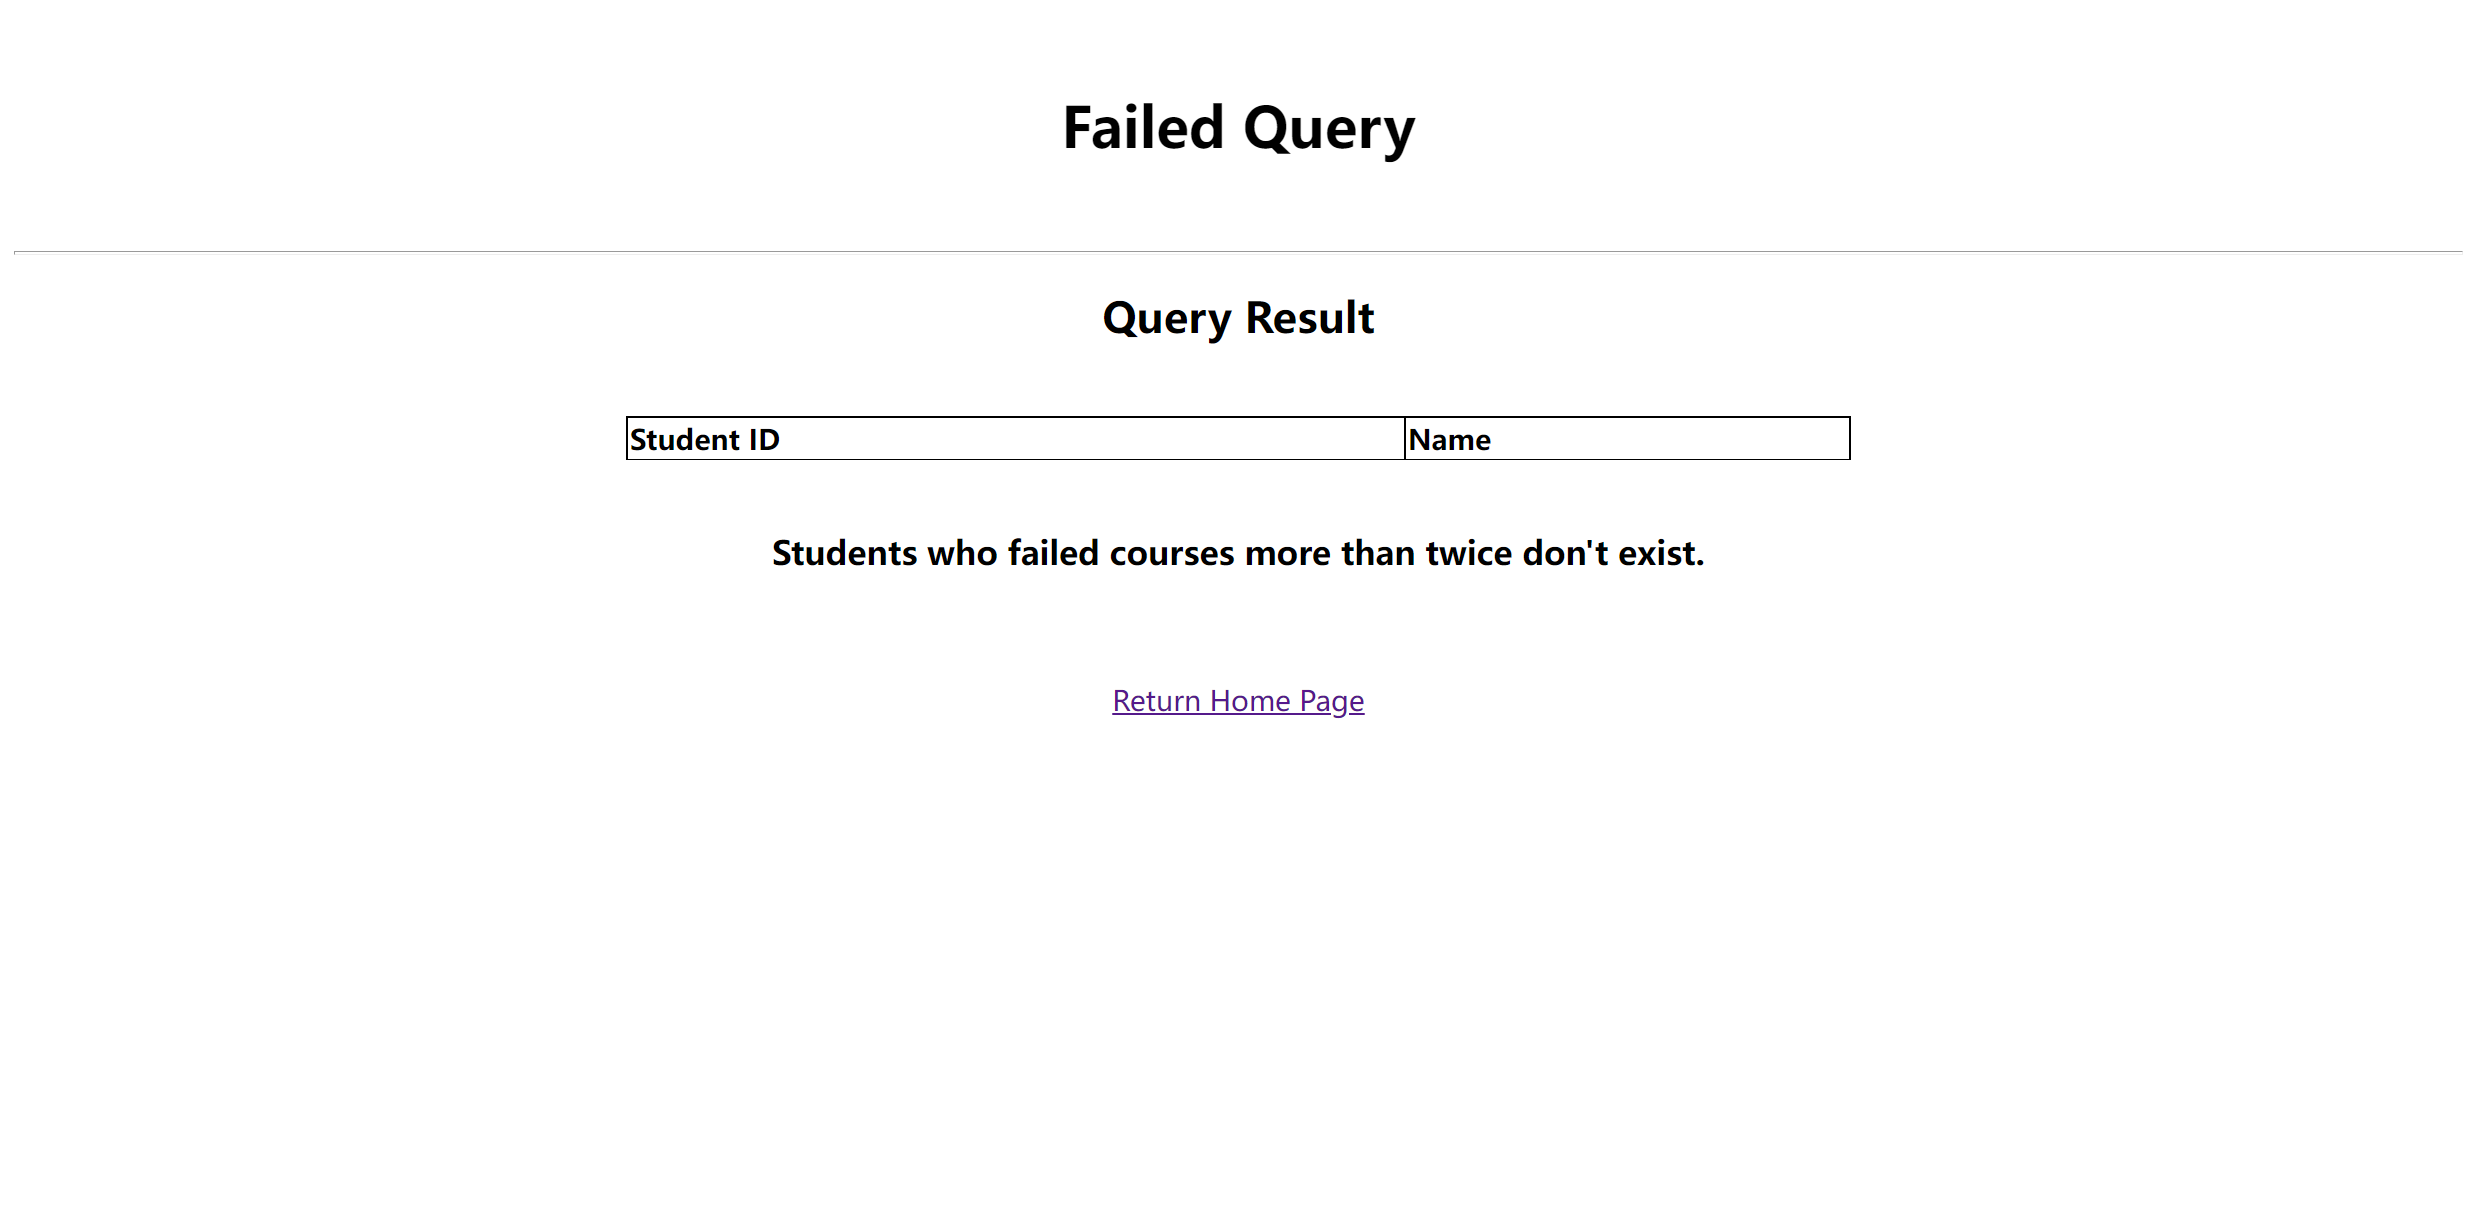 Failed Query
Query Result
Student ID Name
Students who failed courses more than twice don't exist.
Return Home Page